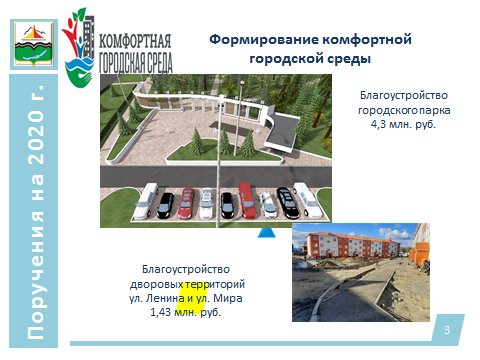 Поручения на 2020 г.
КОМФОРТНАЯ
ГОРОДСКАЯ СРЕДА
Формирование комфортной
городской среды
Благоустройство
городского парка
4,3 млн. руб.
Благоустройство
дворовых территорий
ул. Ленина и ул. Мира
1,43 млн. руб.
3